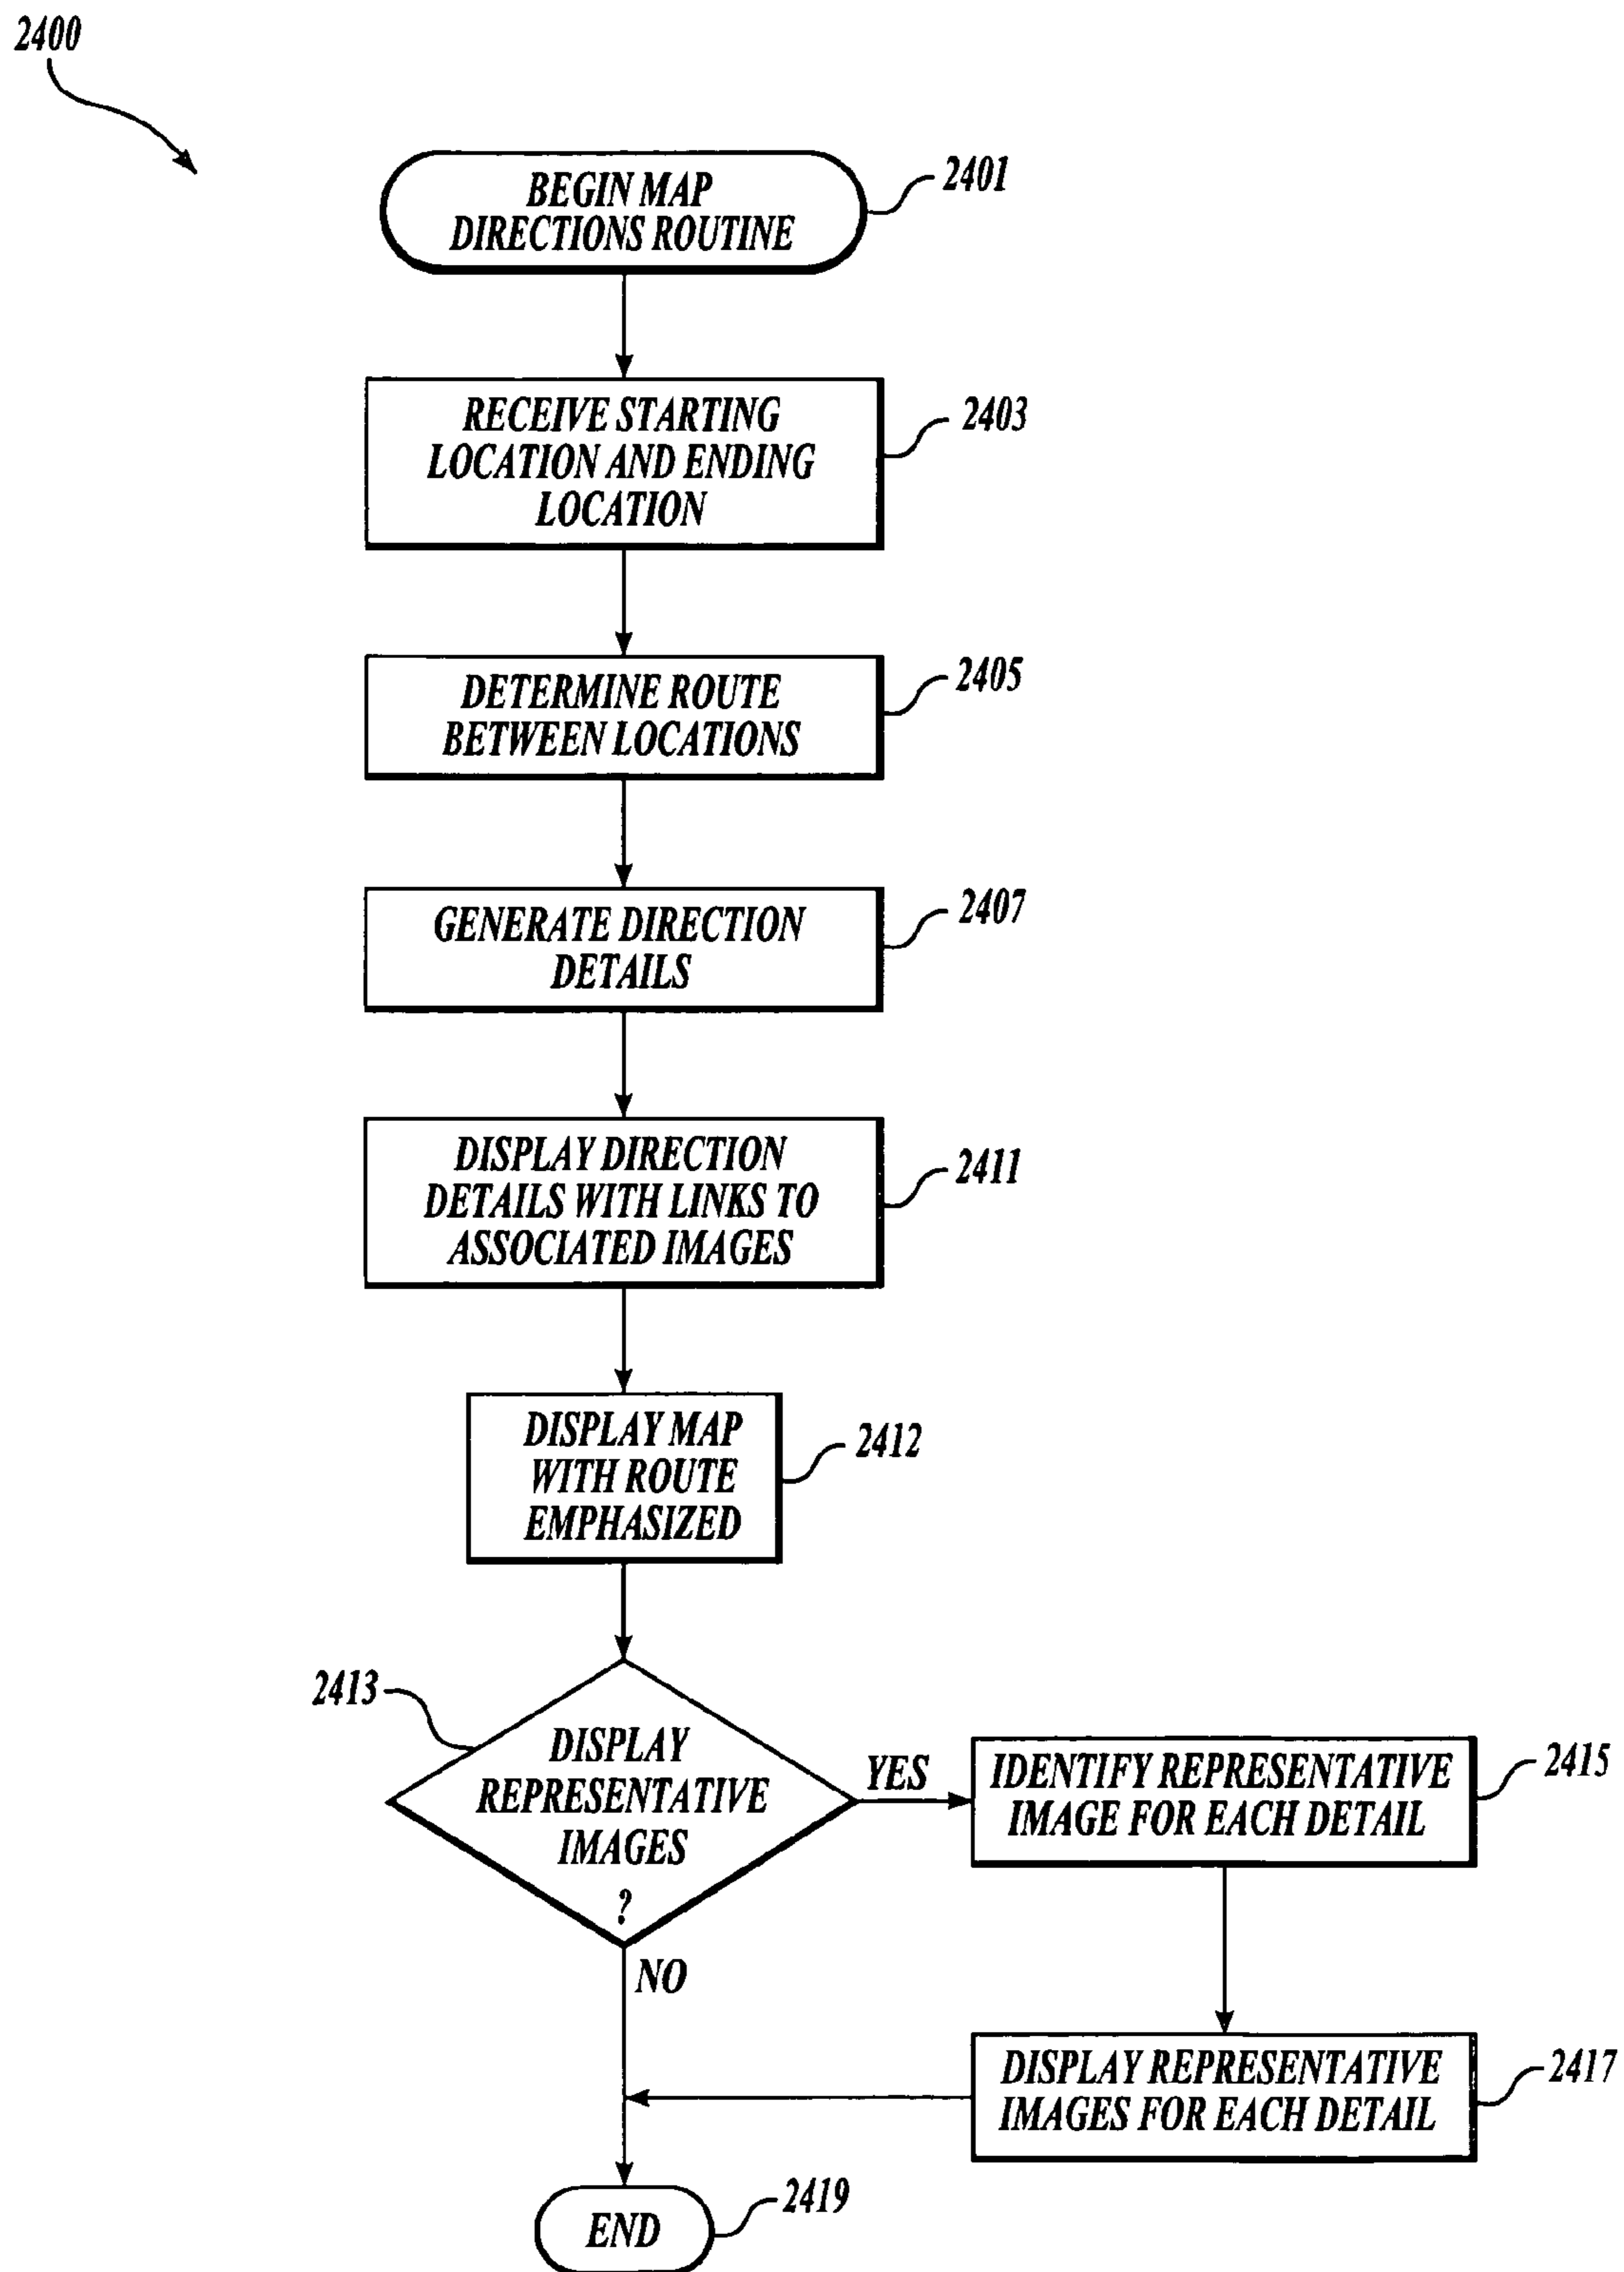 2400
BEGIN MAP
DIRECTIONS ROUTINE
2401
RECEIVE STARTING
LOCATION AND ENDING
LOCATION
2403
DETERMINE ROUTE
BETWEEN LOCATIONS
2405
GENERATE DIRECTION
DETAILS
2407
DISPLAY DIRECTION
DETAILS WITH LINKS TO
ASSOCIATED IMAGES
2411
DISPLAY MAP
WITH ROUTE
EMPHASIZED
2412
2413
DISPLAY
REPRESENTATIVE
IMAGES
?
YES
IDENTIFY REPRESENTATIVE
IMAGE FOR EACH DETAIL
2415
NO
DISPLAY REPRESENTATIVE
IMAGES FOR EACH DETAIL
2417
END
2419